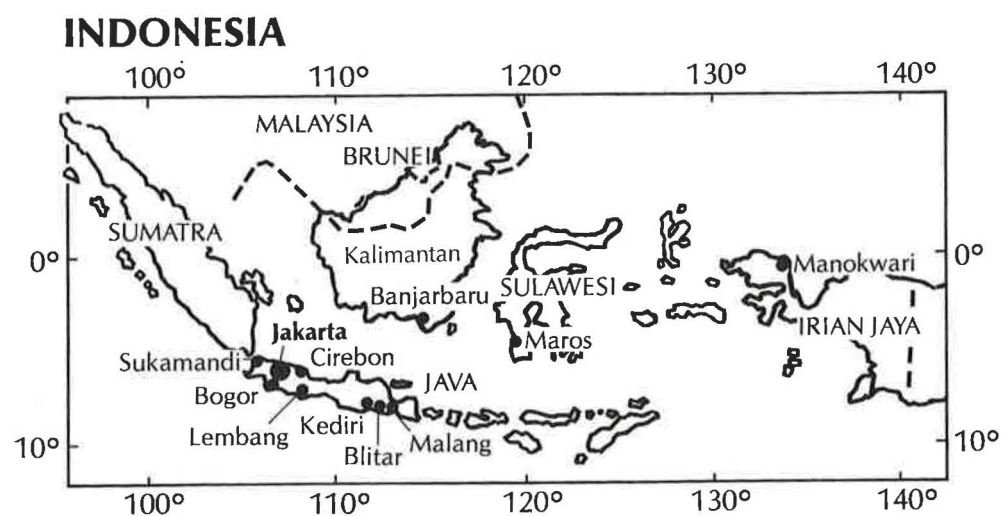 INDONESIA
100° 110° 120° 130° 140°
MALAYSIA
BRUNEI
SUMATRA
Kalimantan
0° 0°
Manokwari
Banjarbaru SULAWESI
Jakarta IRIAN JAYA
Maros
Sukamandi Cirebon
Bogor JAVA
Lembang Kediri Malang
10° Blitar 10°
100° 110° 120° 130° 140°